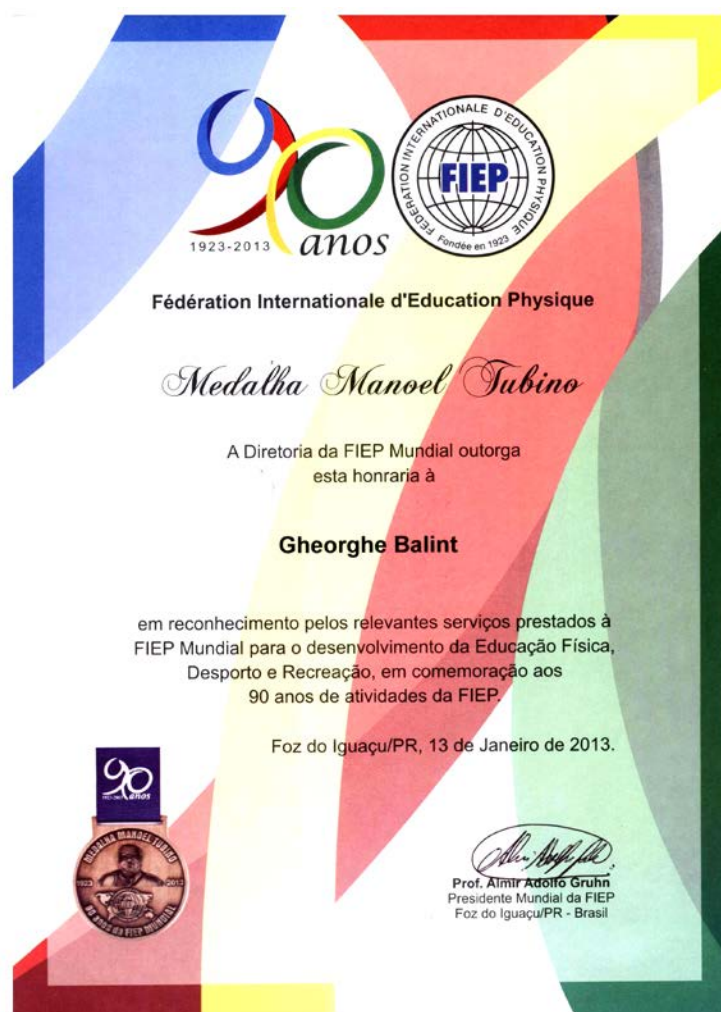 90
1923-2013 anos
FEDERATION INTERNATIONALE D'EDUCATION PHYSIQUE
FIEP
Fondée en 1923
Fédération Internationale d'Education Physique
Medalha Manoel Tubino
A Diretoria da FIEP Mundial outorga
esta honraria à
Gheorghe Balint
em reconhecimento pelos relevantes serviços prestados à
FIEP Mundial para o desenvolvimento da Educação Física,
Desporto e Recreação, em comemoração aos
90 anos de atividades da FIEP.
Foz do Iguaçu/PR, 13 de Janeiro de 2013.
90
anos
MEDALHA MANOEL TUBINO
1923 2013
90 ANOS da FIEP MUNDIAL
Prof. Almir Adolfo Gruhn
Presidente Mundial da FIEP
Foz do Iguaçu/PR - Brasil